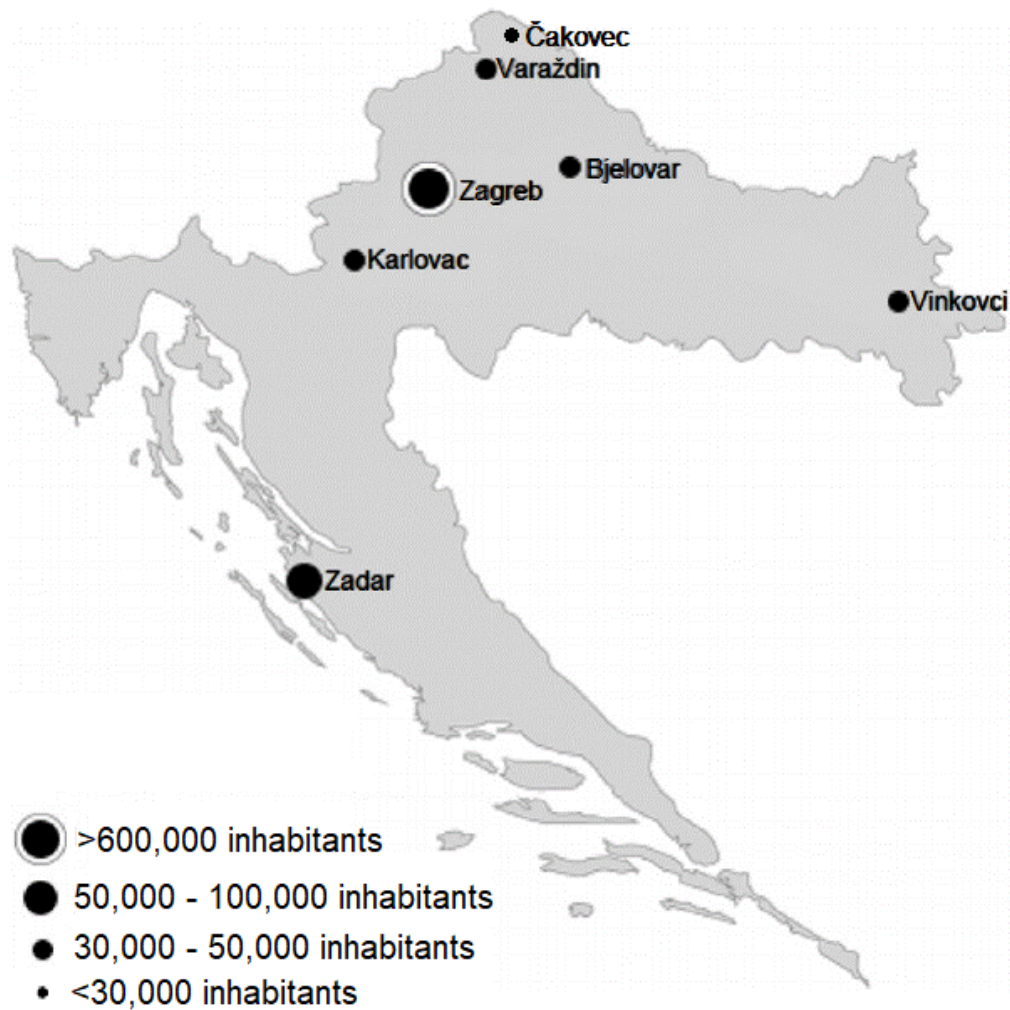 Čakovec
Varaždin
Bjelovar
Zagreb
Karlovac
Vinkovci
Zadar
>600,000 inhabitants
50,000 - 100,000 inhabitants
30,000 - 50,000 inhabitants
<30,000 inhabitants